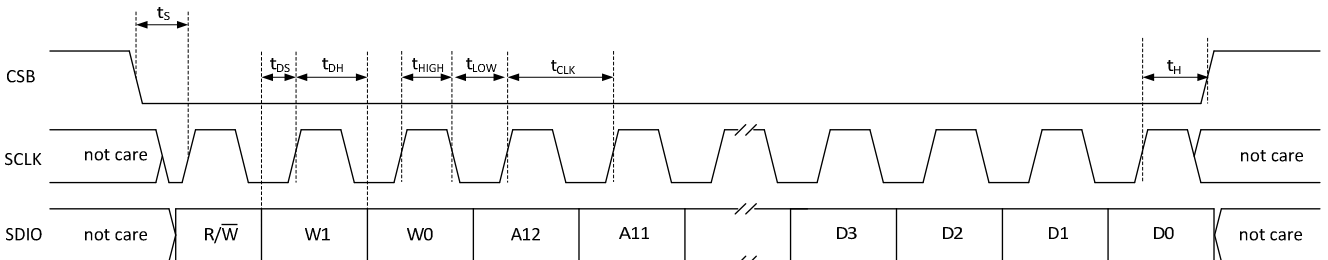 tS
CSB tDS tDH tHIGH tLOW tCLK tH
SCLK not care not care
SDIO not care R/W̅ W1 W0 A12 A11 D3 D2 D1 D0 not care